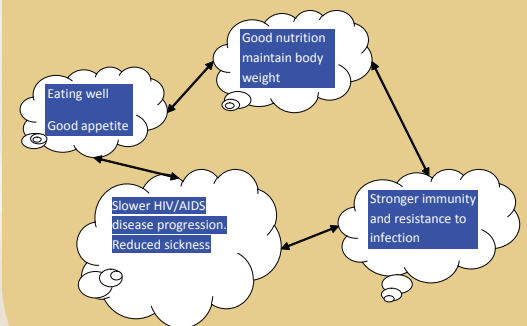 Good nutrition
maintain body
weight
Eating well
Good appetite
Slower HIV/AIDS
disease progression.
Reduced sickness
Stronger immunity
and resistance to
infection